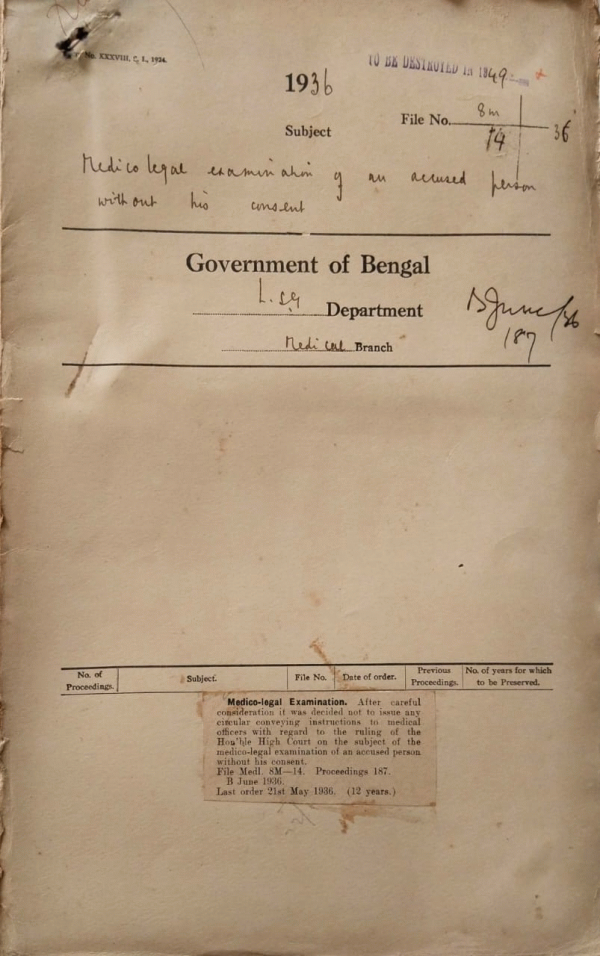 No. XXXVIII. C. I., 1924.
TO BE DESTROYED IN 1949
1936
File No. 8m
14 36
Subject
Medico legal examination of an accused person
without his consent
Government of Bengal
L.S.G Department
B June/36
187
Medical Branch
No. of Proceedings. Subject. File No. Date of order. Previous Proceedings. No. of years for which to be Preserved.
Medico-legal Examination. After careful
consideration it was decided not to issue any
circular conveying instructions to medical
officers with regard to the ruling of the
Hon'ble High Court on the subject of the
medico-legal examination of an accused person
without his consent.
File Medl. 8M—14. Proceedings 187.
B June 1936.
Last order 21st May 1936. (12 years.)